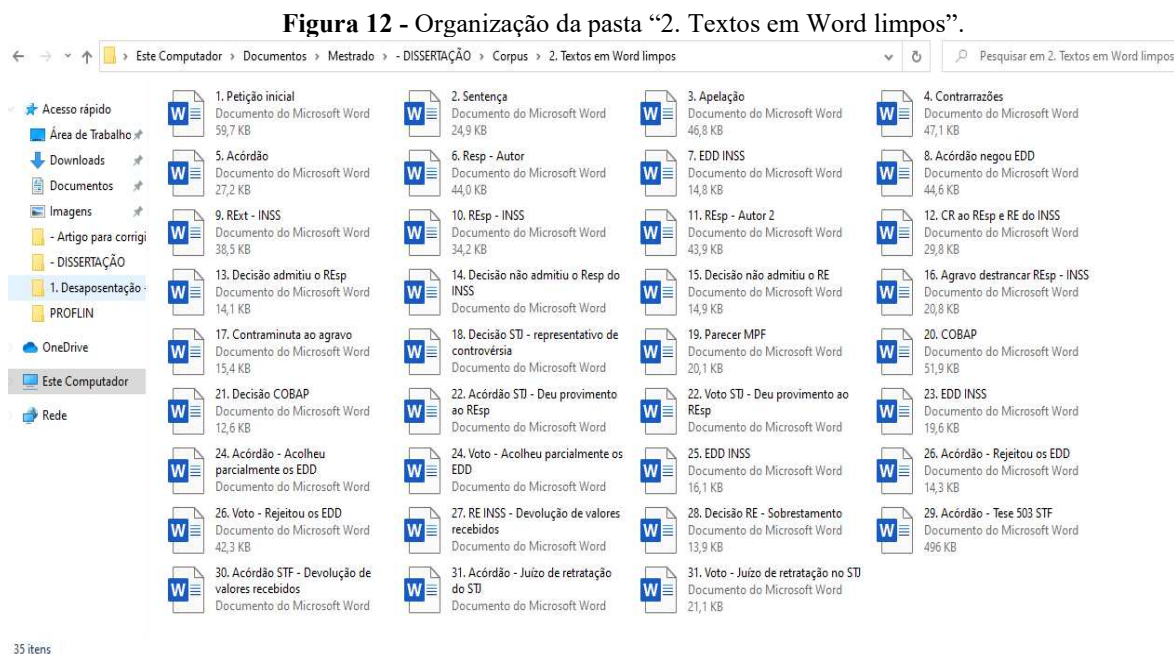 Figura 12 - Organização da pasta “2. Textos em Word limpos”.
Este Computador > Documentos > Mestrado > - DISSERTAÇÃO > Corpus > 2. Textos em Word limpos
Pesquisar em 2. Textos em Word limpos
Acesso rápido
Área de Trabalho
Downloads
Documentos
Imagens
- Artigo para corrigi
- DISSERTAÇÃO
1. Desaposentação -
PROFLIN
OneDrive
Este Computador
Rede
1. Petição inicial
Documento do Microsoft Word
59,7 KB
2. Sentença
Documento do Microsoft Word
24,9 KB
3. Apelação
Documento do Microsoft Word
46,8 KB
4. Contrarrazões
Documento do Microsoft Word
47,1 KB
5. Acórdão
Documento do Microsoft Word
27,2 KB
6. Resp - Autor
Documento do Microsoft Word
44,0 KB
7. EDD INSS
Documento do Microsoft Word
14,8 KB
8. Acórdão negou EDD
Documento do Microsoft Word
44,6 KB
9. RExt - INSS
Documento do Microsoft Word
38,5 KB
10. REsp - INSS
Documento do Microsoft Word
34,2 KB
11. REsp - Autor 2
Documento do Microsoft Word
43,9 KB
12. CR ao REsp e RE do INSS
Documento do Microsoft Word
29,8 KB
13. Decisão admitiu o REsp
Documento do Microsoft Word
14,1 KB
14. Decisão não admitiu o Resp do
INSS
Documento do Microsoft Word
15. Decisão não admitiu o RE
Documento do Microsoft Word
14,9 KB
16. Agravo destrancar REsp - INSS
Documento do Microsoft Word
20,8 KB
17. Contraminuta ao agravo
Documento do Microsoft Word
15,4 KB
18. Decisão STJ - representativo de
controvérsia
Documento do Microsoft Word
19. Parecer MPF
Documento do Microsoft Word
20,1 KB
20. COBAP
Documento do Microsoft Word
51,9 KB
21. Decisão COBAP
Documento do Microsoft Word
12,6 KB
22. Acórdão STJ - Deu provimento
ao REsp
Documento do Microsoft Word
22. Voto STJ - Deu provimento ao
REsp
Documento do Microsoft Word
23. EDD INSS
Documento do Microsoft Word
19,6 KB
24. Acórdão - Acolheu
parcialmente os EDD
Documento do Microsoft Word
24. Voto - Acolheu parcialmente os
EDD
Documento do Microsoft Word
25. EDD INSS
Documento do Microsoft Word
16,1 KB
26. Acórdão - Rejeitou os EDD
Documento do Microsoft Word
14,3 KB
26. Voto - Rejeitou os EDD
Documento do Microsoft Word
42,3 KB
27. RE INSS - Devolução de valores
recebidos
Documento do Microsoft Word
28. Decisão RE - Sobrestamento
Documento do Microsoft Word
13,9 KB
29. Acórdão - Tese 503 STF
Documento do Microsoft Word
496 KB
30. Acórdão STF - Devolução de
valores recebidos
Documento do Microsoft Word
31. Acórdão - Juízo de retratação
do STJ
Documento do Microsoft Word
31. Voto - Juízo de retratação no STJ
Documento do Microsoft Word
21,1 KB
35 itens